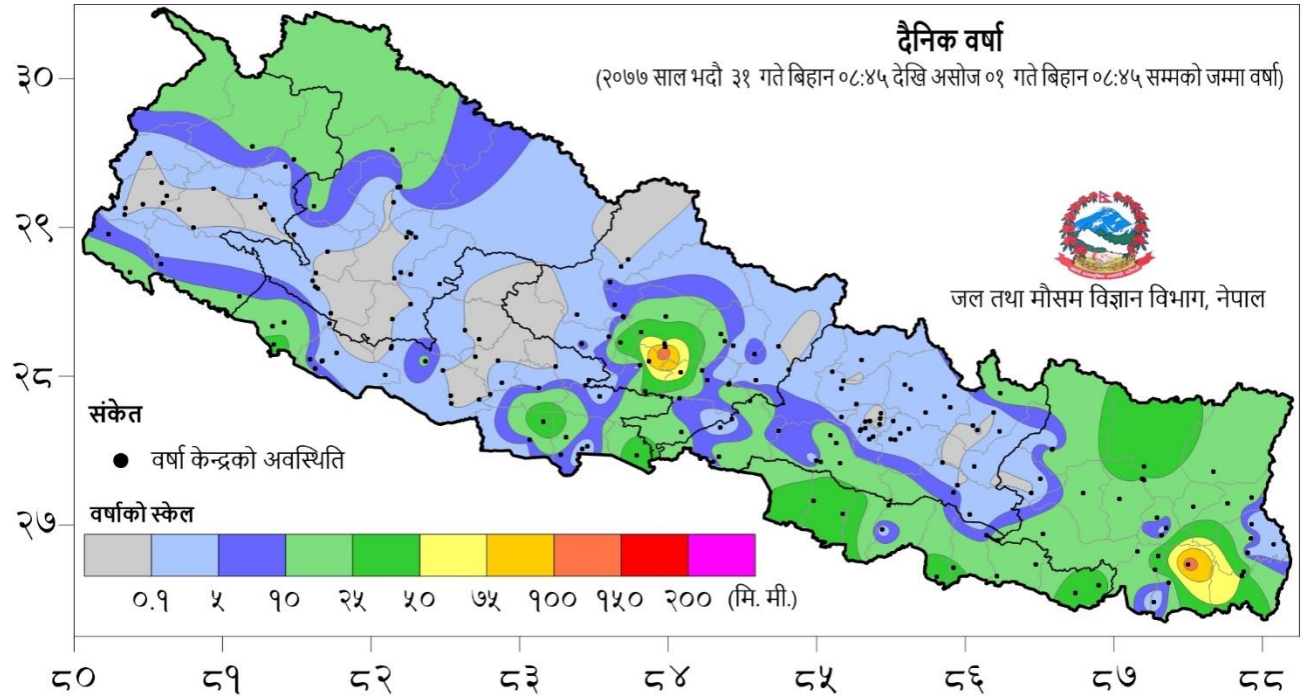 दैनिक वर्षा
(२०७७ साल भदौ ३१ गते बिहान ०८:४५ देखि असोज ०१ गते बिहान ०८:४५ सम्मको जम्मा वर्षा)
३०
२९
जल तथा मौसम विज्ञान विभाग, नेपाल
२८
संकेत
वर्षा केन्द्रको अवस्थिति
२७
वर्षाको स्केल
०.१ ५ १० २५ ५० ७५ १०० १५० २०० (मि. मी.)
८० ८१ ८२ ८३ ८४ ८५ ८६ ८७ ८८